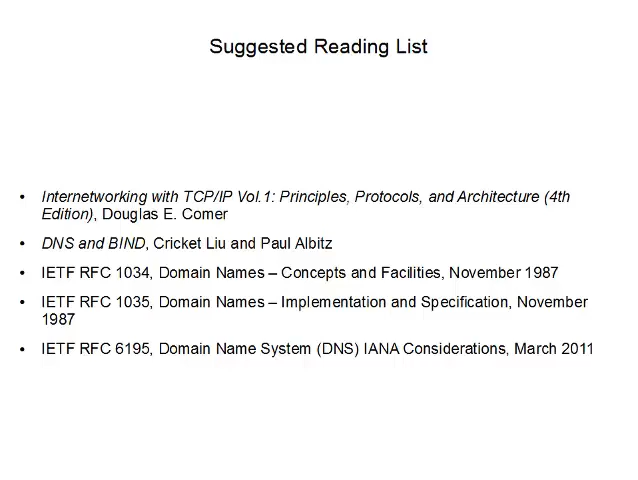 Suggested Reading List
• Internetworking with TCP/IP Vol.1: Principles, Protocols, and Architecture (4th
Edition), Douglas E. Comer
• DNS and BIND, Cricket Liu and Paul Albitz
• IETF RFC 1034, Domain Names – Concepts and Facilities, November 1987
• IETF RFC 1035, Domain Names – Implementation and Specification, November
1987
• IETF RFC 6195, Domain Name System (DNS) IANA Considerations, March 2011